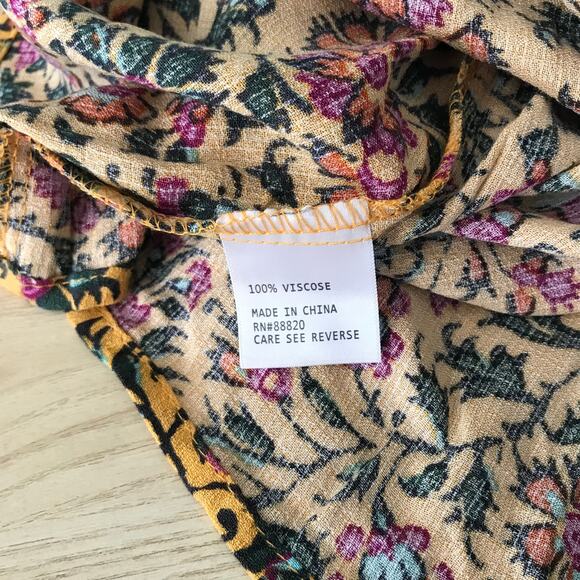 100% VISCOSE
MADE IN CHINA
RN#88820
CARE SEE REVERSE